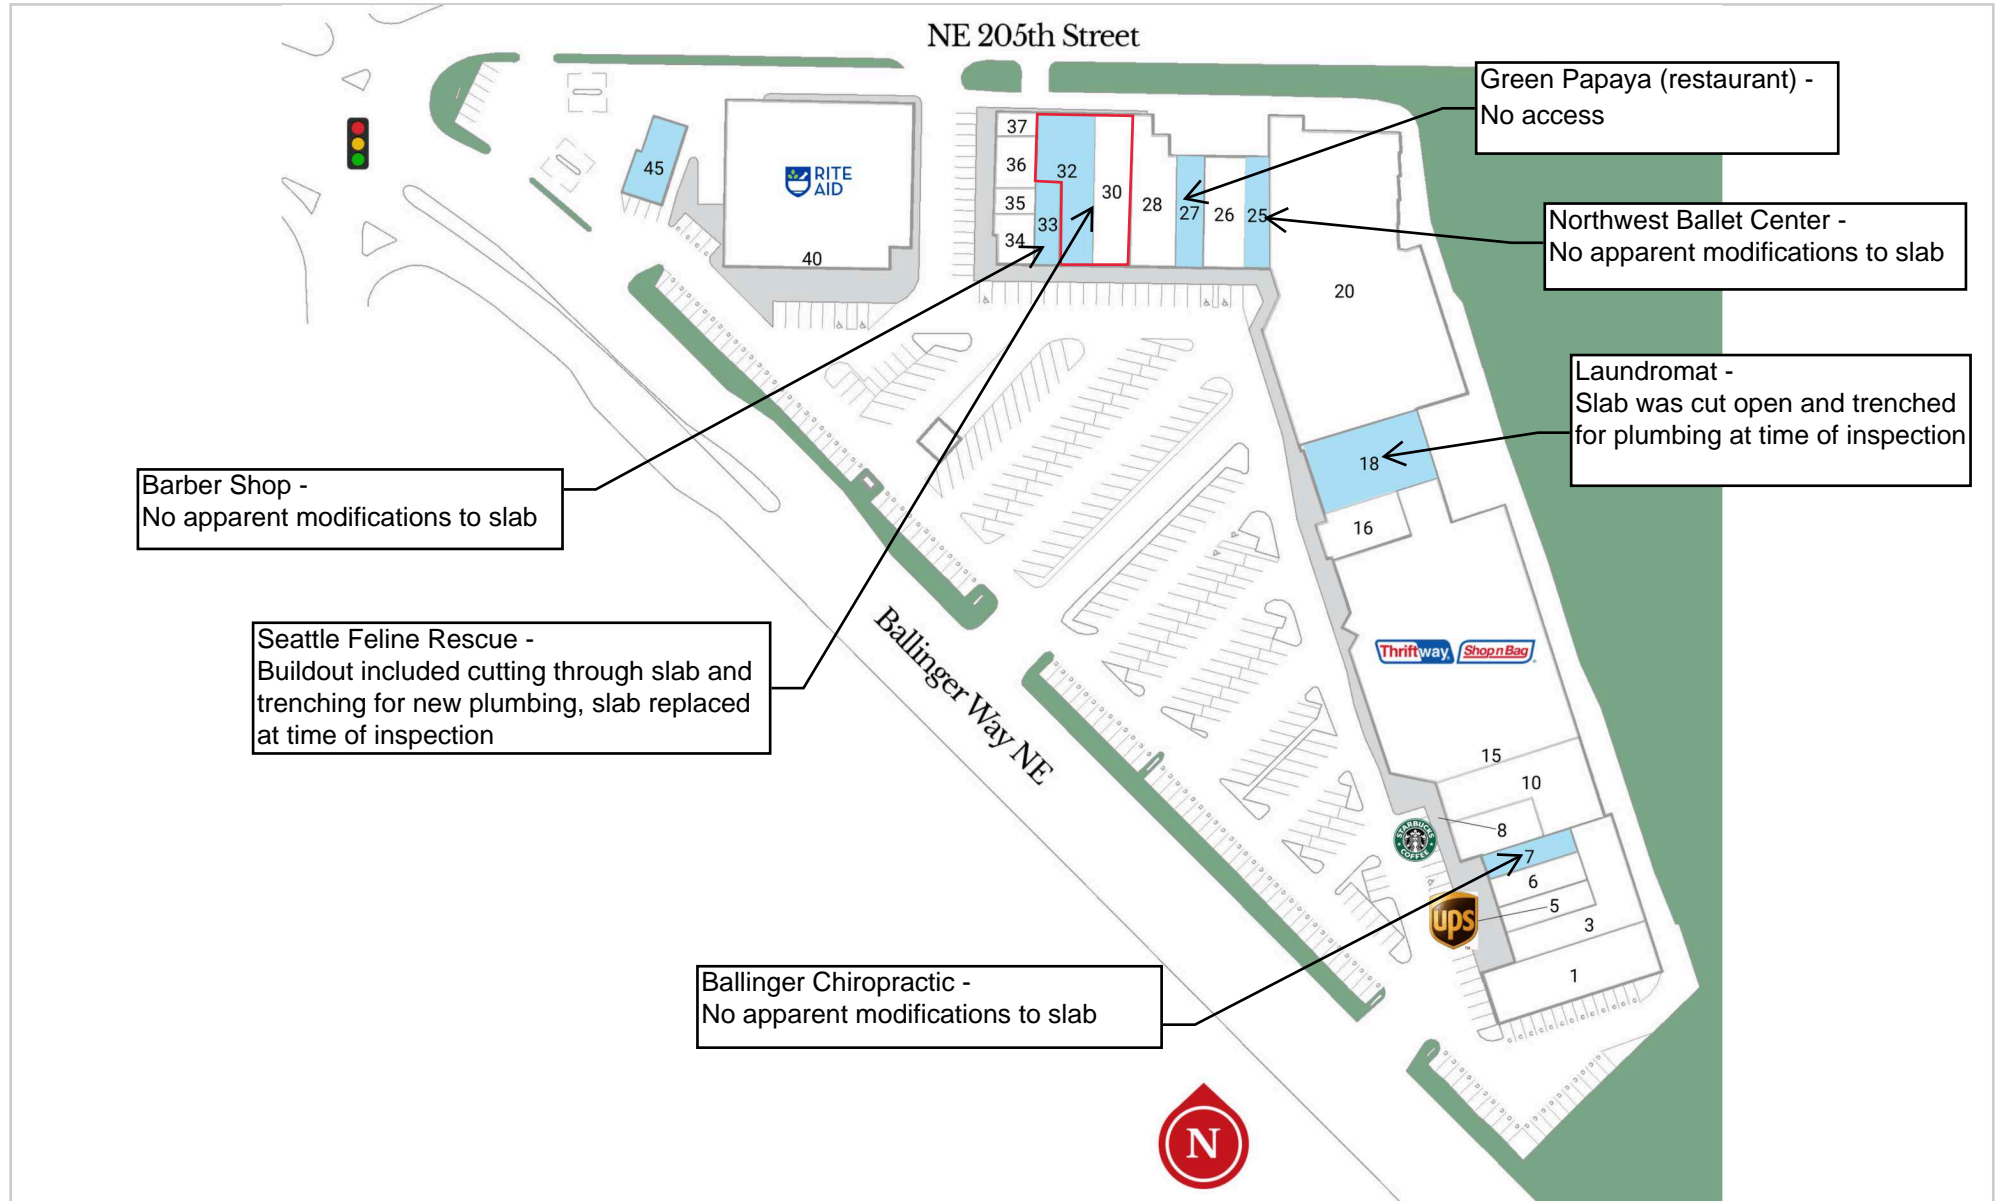 NE 205th Street
Green Papaya (restaurant) -
No access
Northwest Ballet Center -
No apparent modifications to slab
Laundromat -
Slab was cut open and trenched
for plumbing at time of inspection
Barber Shop -
No apparent modifications to slab
Seattle Feline Rescue -
Buildout included cutting through slab and
trenching for new plumbing, slab replaced
at time of inspection
Ballinger Chiropractic -
No apparent modifications to slab
Ballinger Way NE
45
RITE
AID
40
37
36
35
34
33
32
30
28
27
26
25
20
18
16
Thriftway
Shop n Bag
15
10
8
STARBUCKS
COFFEE
7
6
5
ups
3
1
N